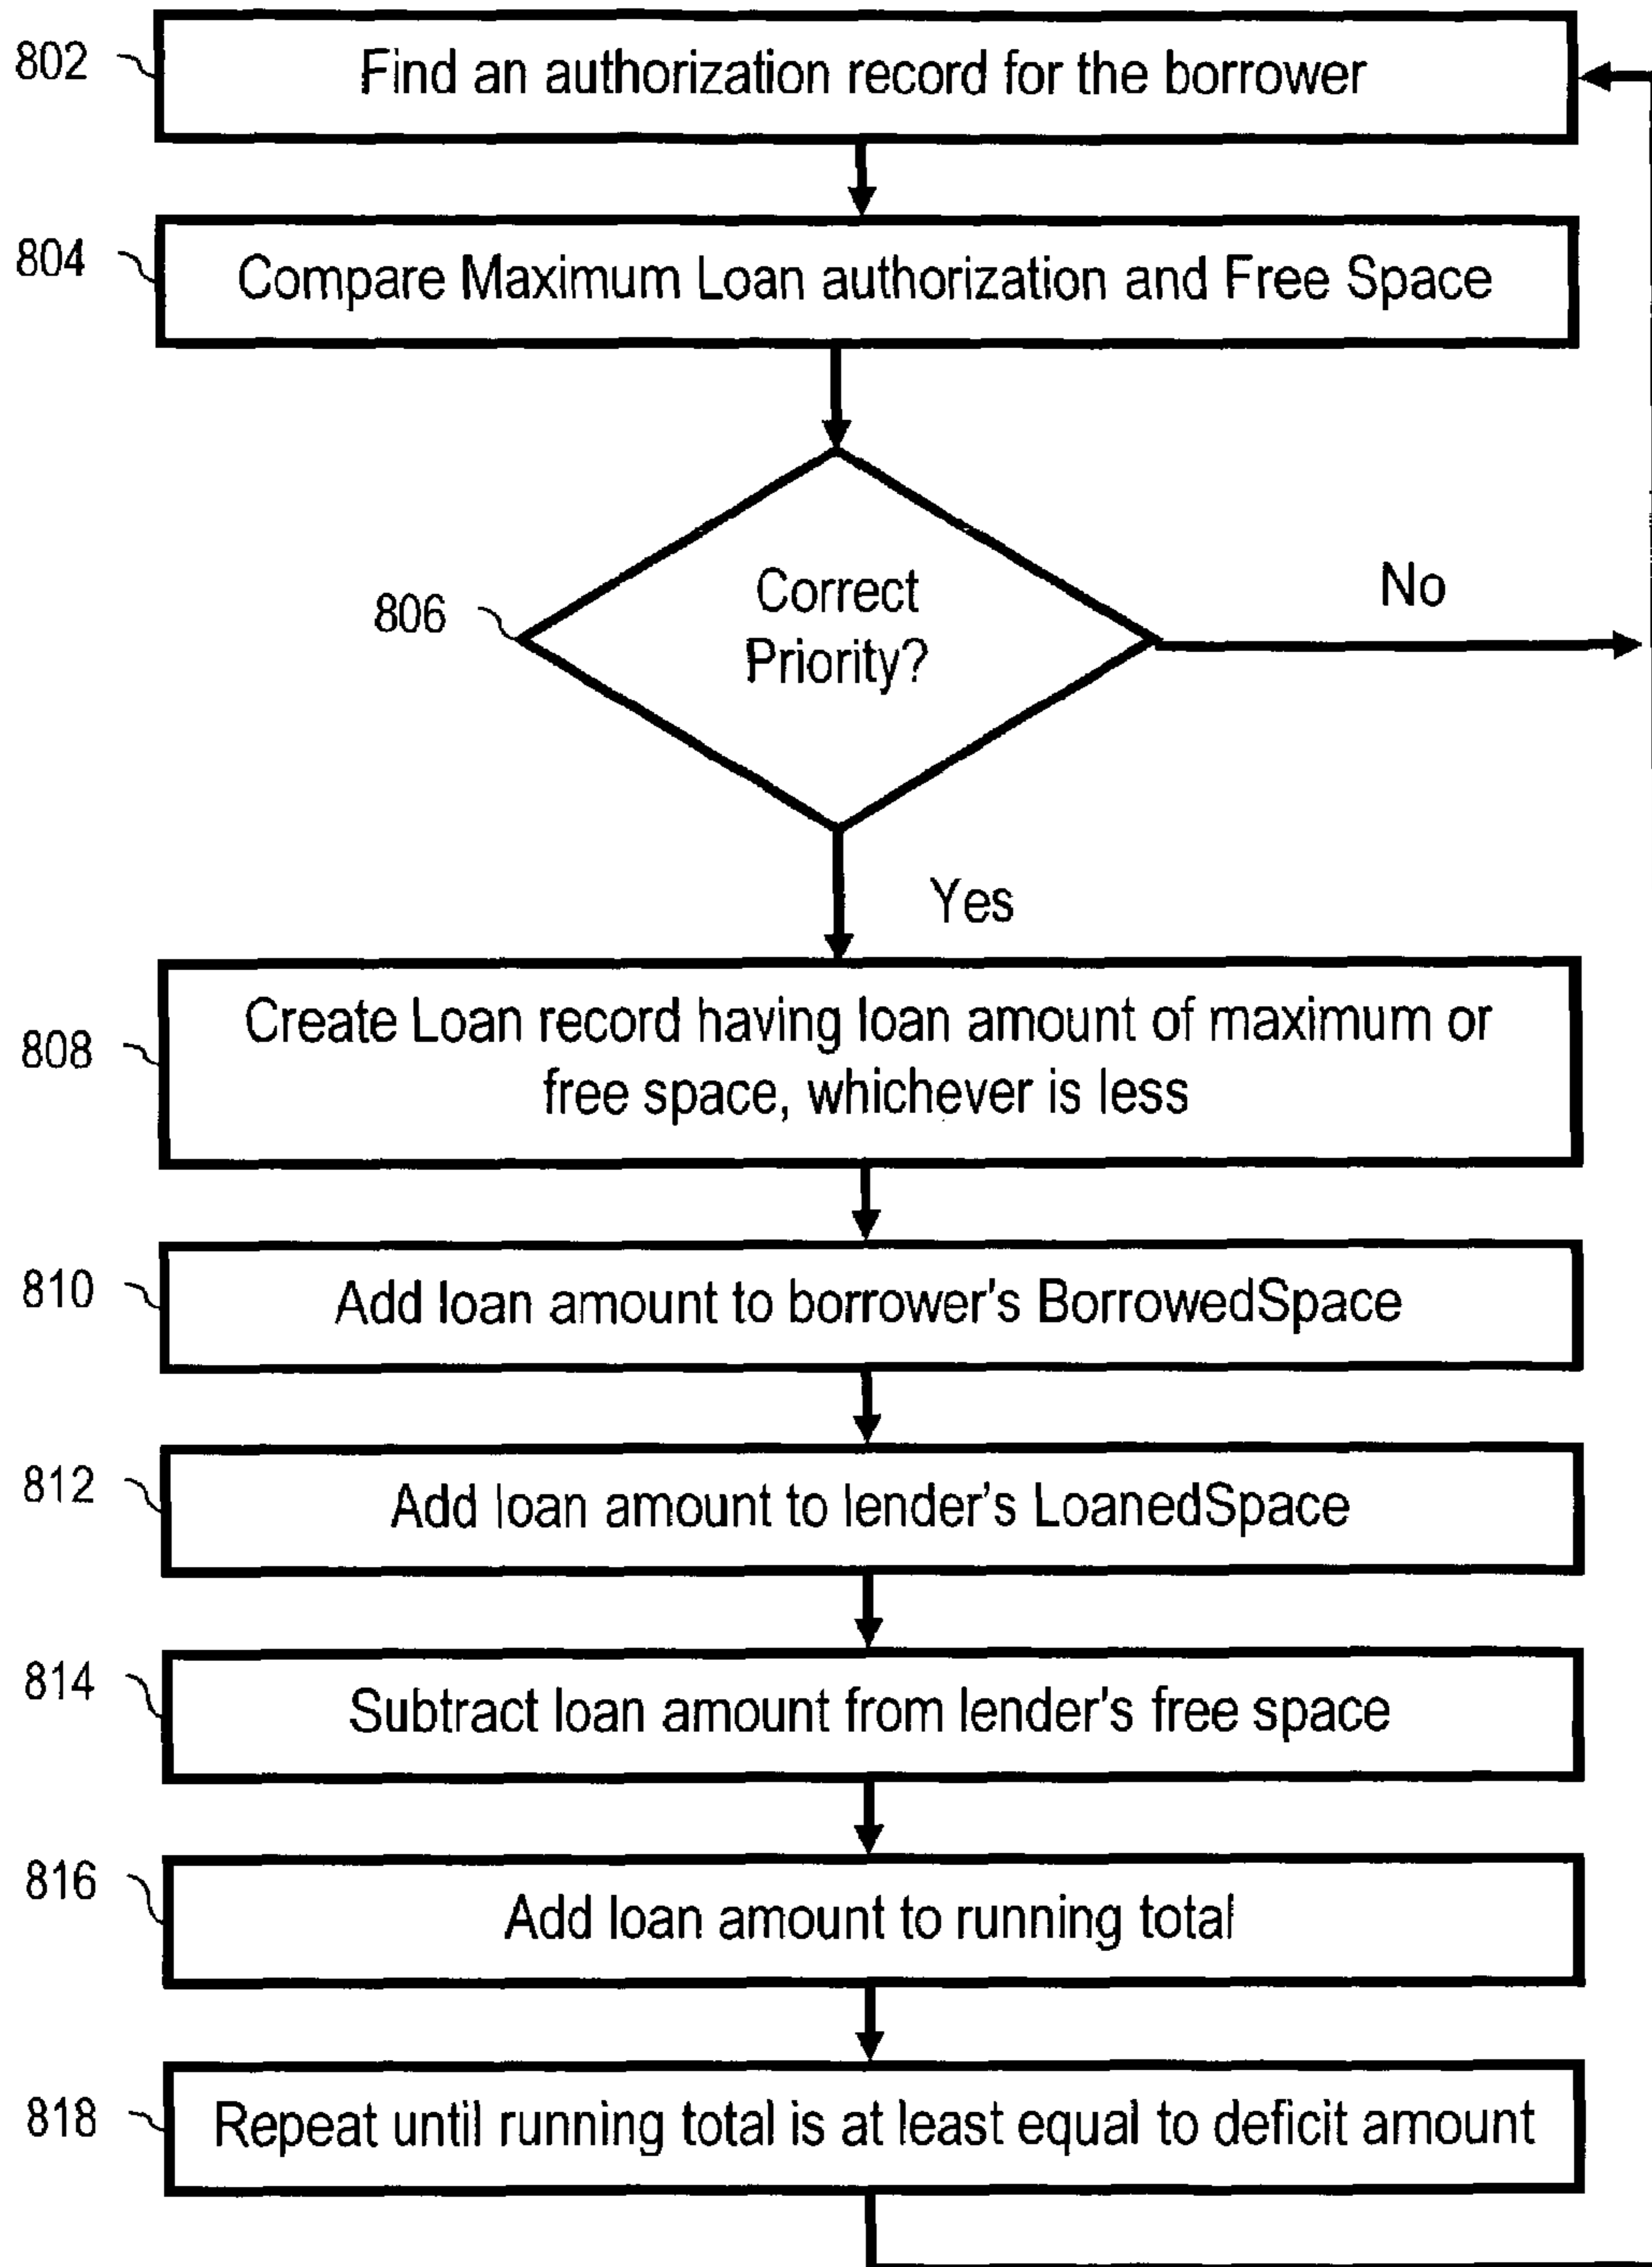 802
Find an authorization record for the borrower
804
Compare Maximum Loan authorization and Free Space
806
Correct
Priority?
No
Yes
808
Create Loan record having loan amount of maximum or
free space, whichever is less
810
Add loan amount to borrower's BorrowedSpace
812
Add loan amount to lender's LoanedSpace
814
Subtract loan amount from lender's free space
816
Add loan amount to running total
818
Repeat until running total is at least equal to deficit amount